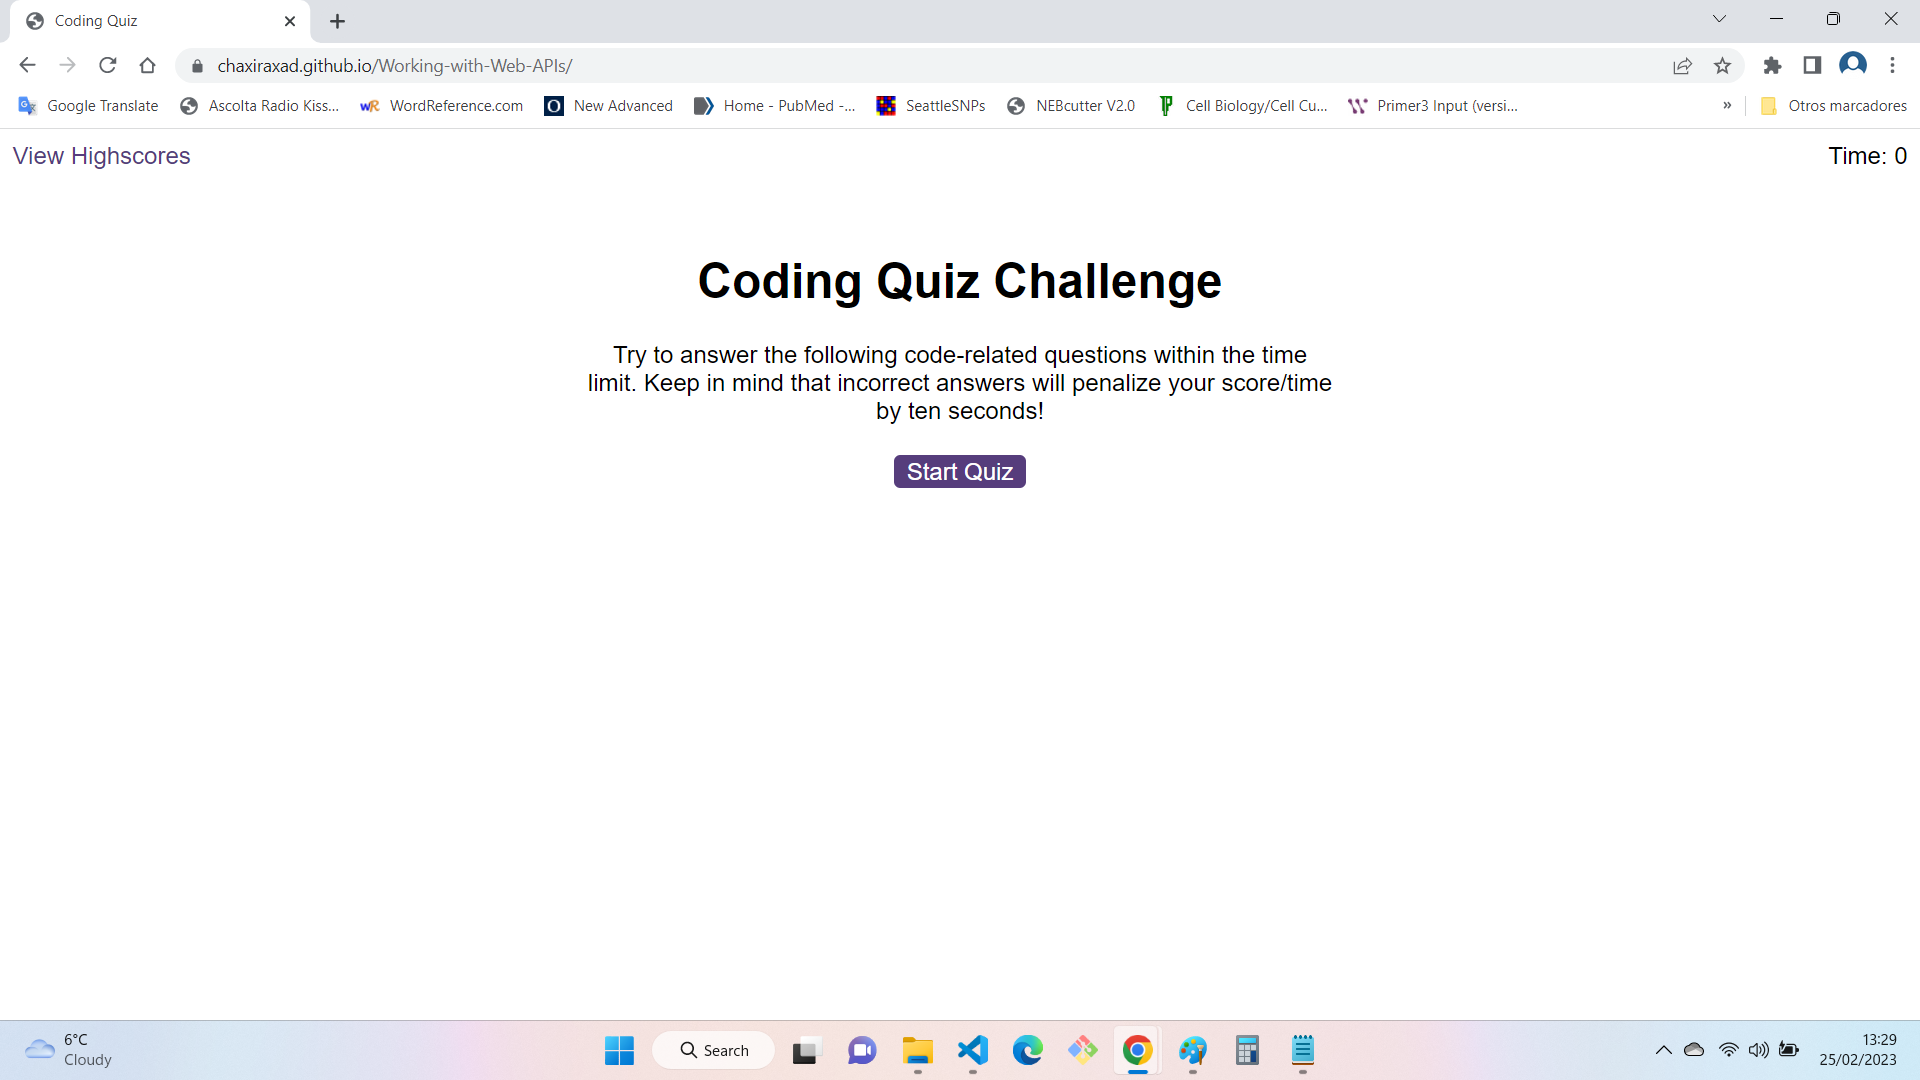 Coding Quiz
chaxiraxad.github.io/Working-with-Web-APIs/
Google Translate
Ascolta Radio Kiss...
WordReference.com
New Advanced
Home - PubMed -...
SeattleSNPs
NEBcutter V2.0
Cell Biology/Cell Cu...
Primer3 Input (versi...
»
Otros marcadores
View Highscores
Time: 0
Coding Quiz Challenge
Try to answer the following code-related questions within the time
limit. Keep in mind that incorrect answers will penalize your score/time
by ten seconds!
Start Quiz
6°C
Cloudy
Search
13:29
25/02/2023